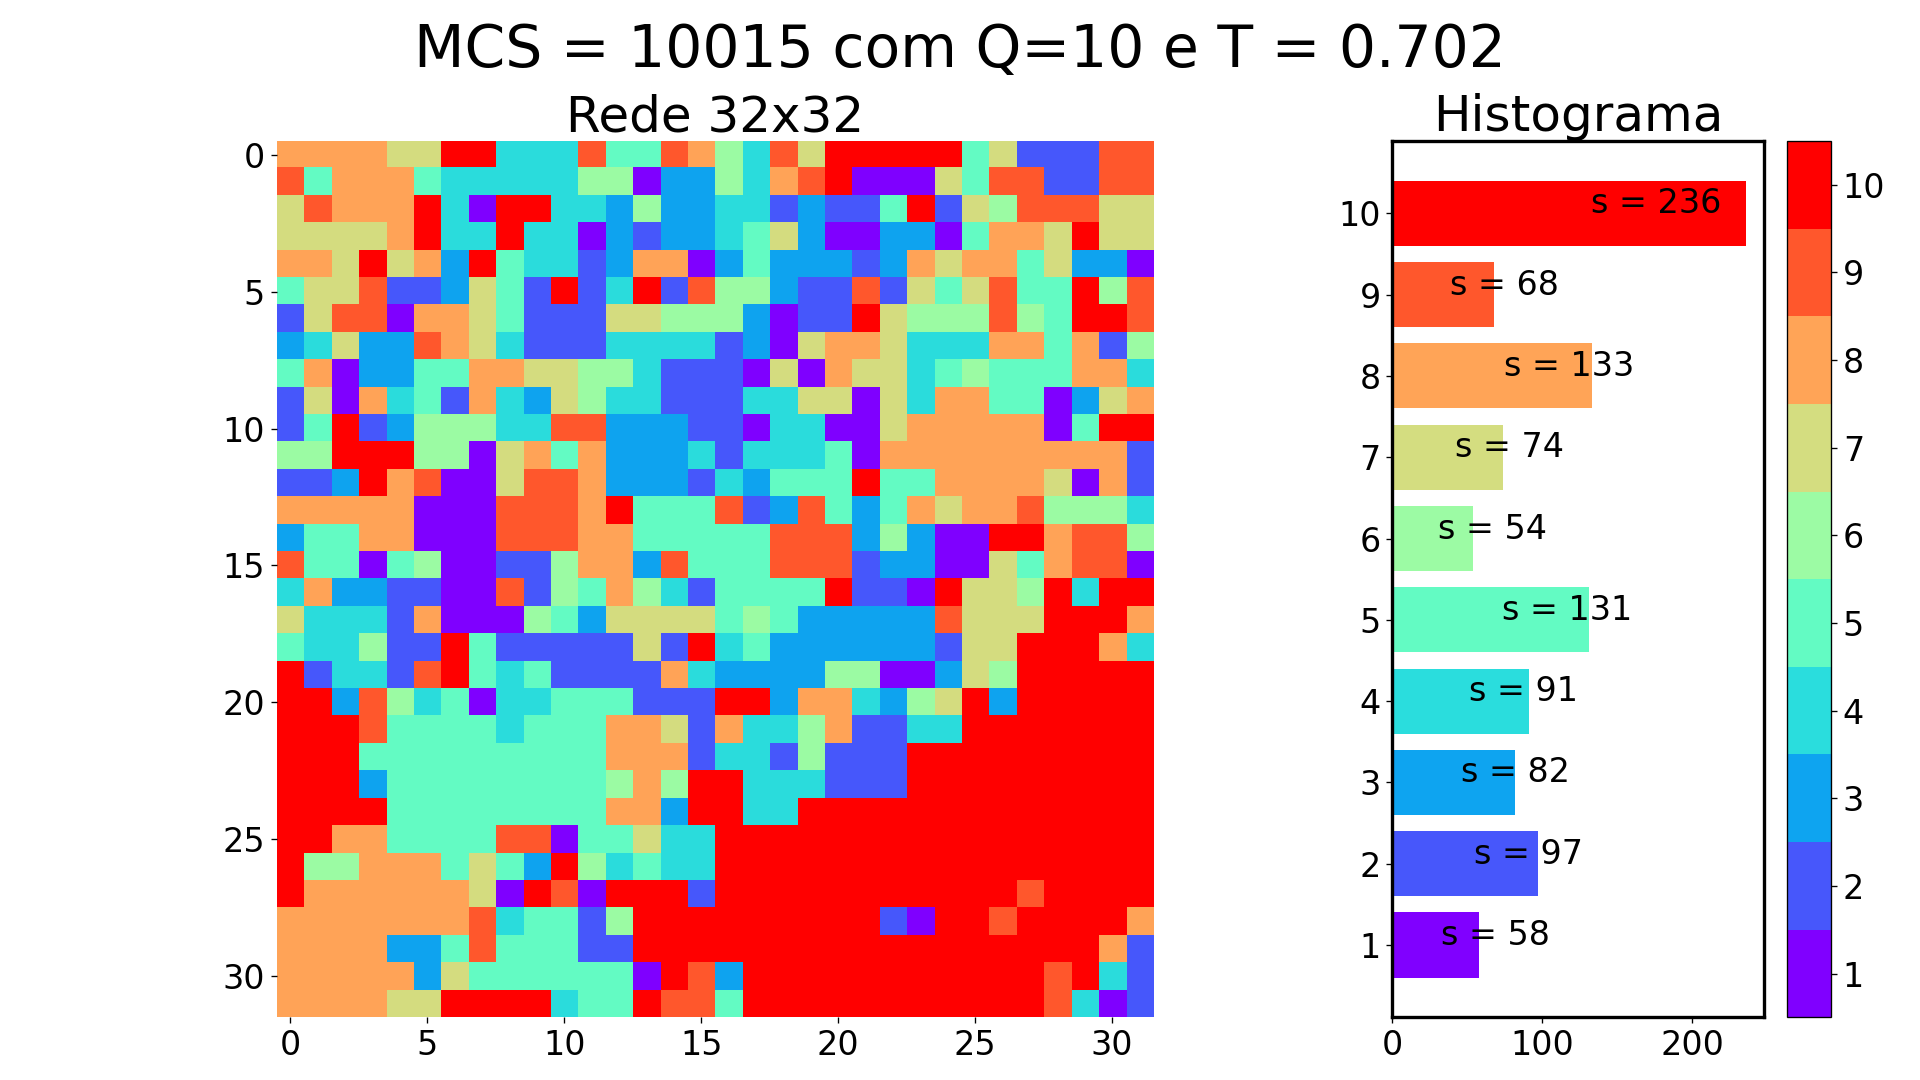 MCS = 10015 com Q=10 e T = 0.702
Rede 32x32
0
5
10
15
20
25
30
0 5 10 15 20 25 30
Histograma
10 s = 236
9 s = 68
8 s = 133
7 s = 74
6 s = 54
5 s = 131
4 s = 91
3 s = 82
2 s = 97
1 s = 58
0 100 200
10
9
8
7
6
5
4
3
2
1